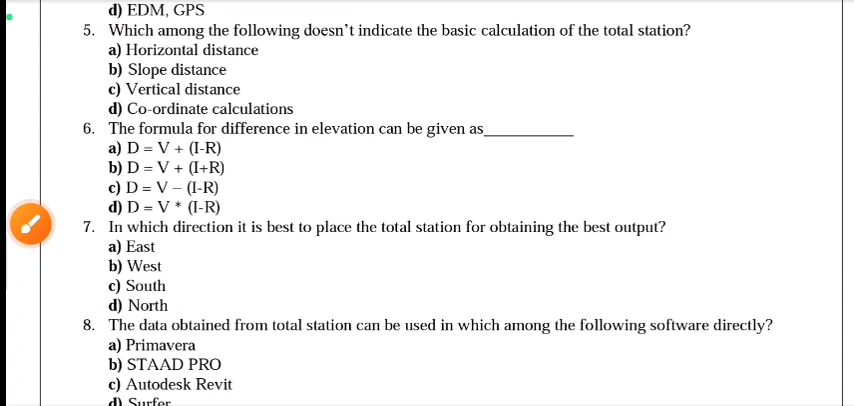 d) EDM, GPS
5. Which among the following doesn't indicate the basic calculation of the total station?
a) Horizontal distance
b) Slope distance
c) Vertical distance
d) Co-ordinate calculations
6. The formula for difference in elevation can be given as____________
a) D = V + (I-R)
b) D = V + (I+R)
c) D = V – (I-R)
d) D = V * (I-R)
7. In which direction it is best to place the total station for obtaining the best output?
a) East
b) West
c) South
d) North
8. The data obtained from total station can be used in which among the following software directly?
a) Primavera
b) STAAD PRO
c) Autodesk Revit
d) Surfer